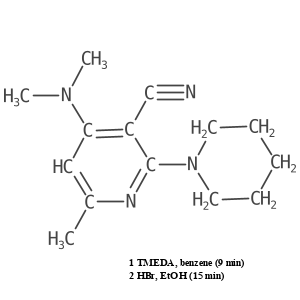 CH₃
H₃C N C N
H₂C CH₂
C C
HC C N CH₂
C N H₂C CH₂
H₃C
1 TMEDA, benzene (9 min)
2 HBr, EtOH (15 min)